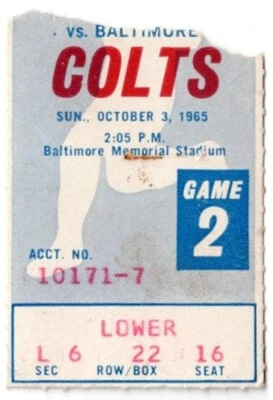 vs. BALTIMORE
COLTS
SUN., OCTOBER 3, 1965
2:05 P.M.
Baltimore Memorial Stadium
GAME
2
ACCT. NO.
10171-7
LOWER
L 6 22 16
SEC ROW/BOX SEAT